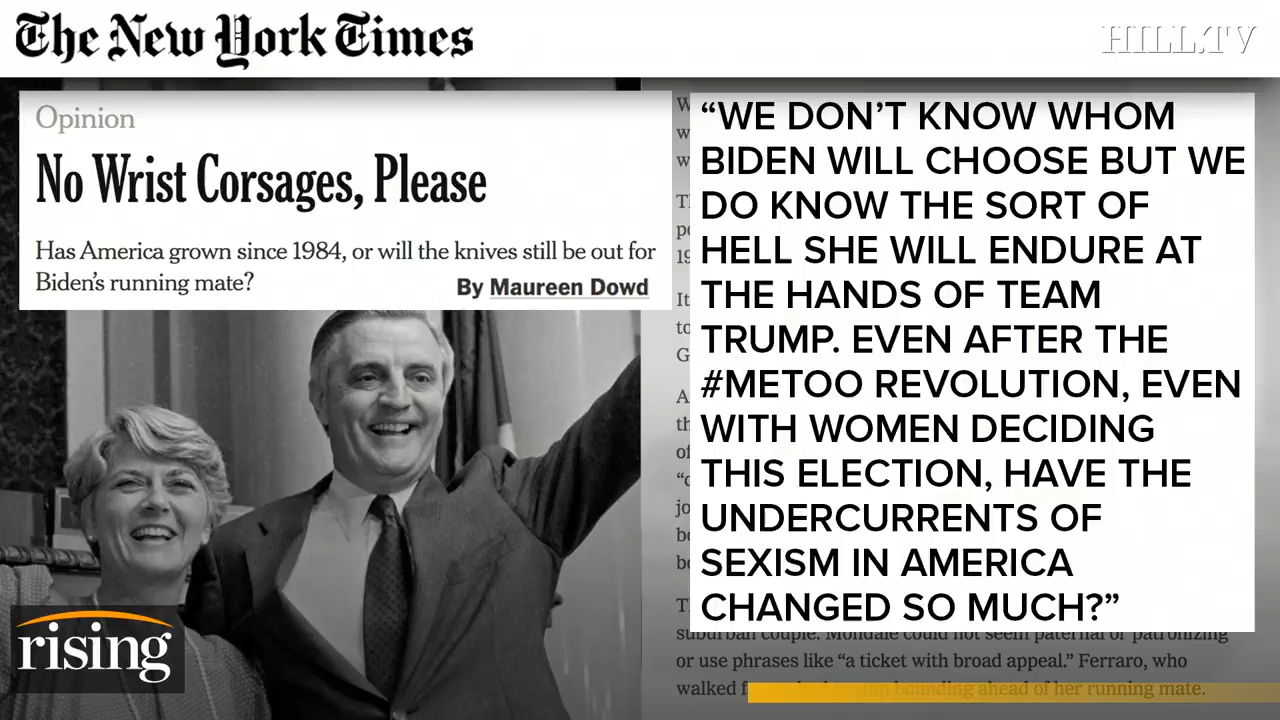 The New York Times
HILL.TV
Opinion
No Wrist Corsages, Please
Has America grown since 1984, or will the knives still be out for
Biden's running mate?
By Maureen Dowd
“WE DON’T KNOW WHOM
BIDEN WILL CHOOSE BUT WE
DO KNOW THE SORT OF
HELL SHE WILL ENDURE AT
THE HANDS OF TEAM
TRUMP. EVEN AFTER THE
#METOO REVOLUTION, EVEN
WITH WOMEN DECIDING
THIS ELECTION, HAVE THE
UNDERCURRENTS OF
SEXISM IN AMERICA
CHANGED SO MUCH?”
suburban couple. Mondale could not seem paternal or patronizing
or use phrases like “a ticket with broad appeal.” Ferraro, who
walked bounding ahead of her running mate.
rising